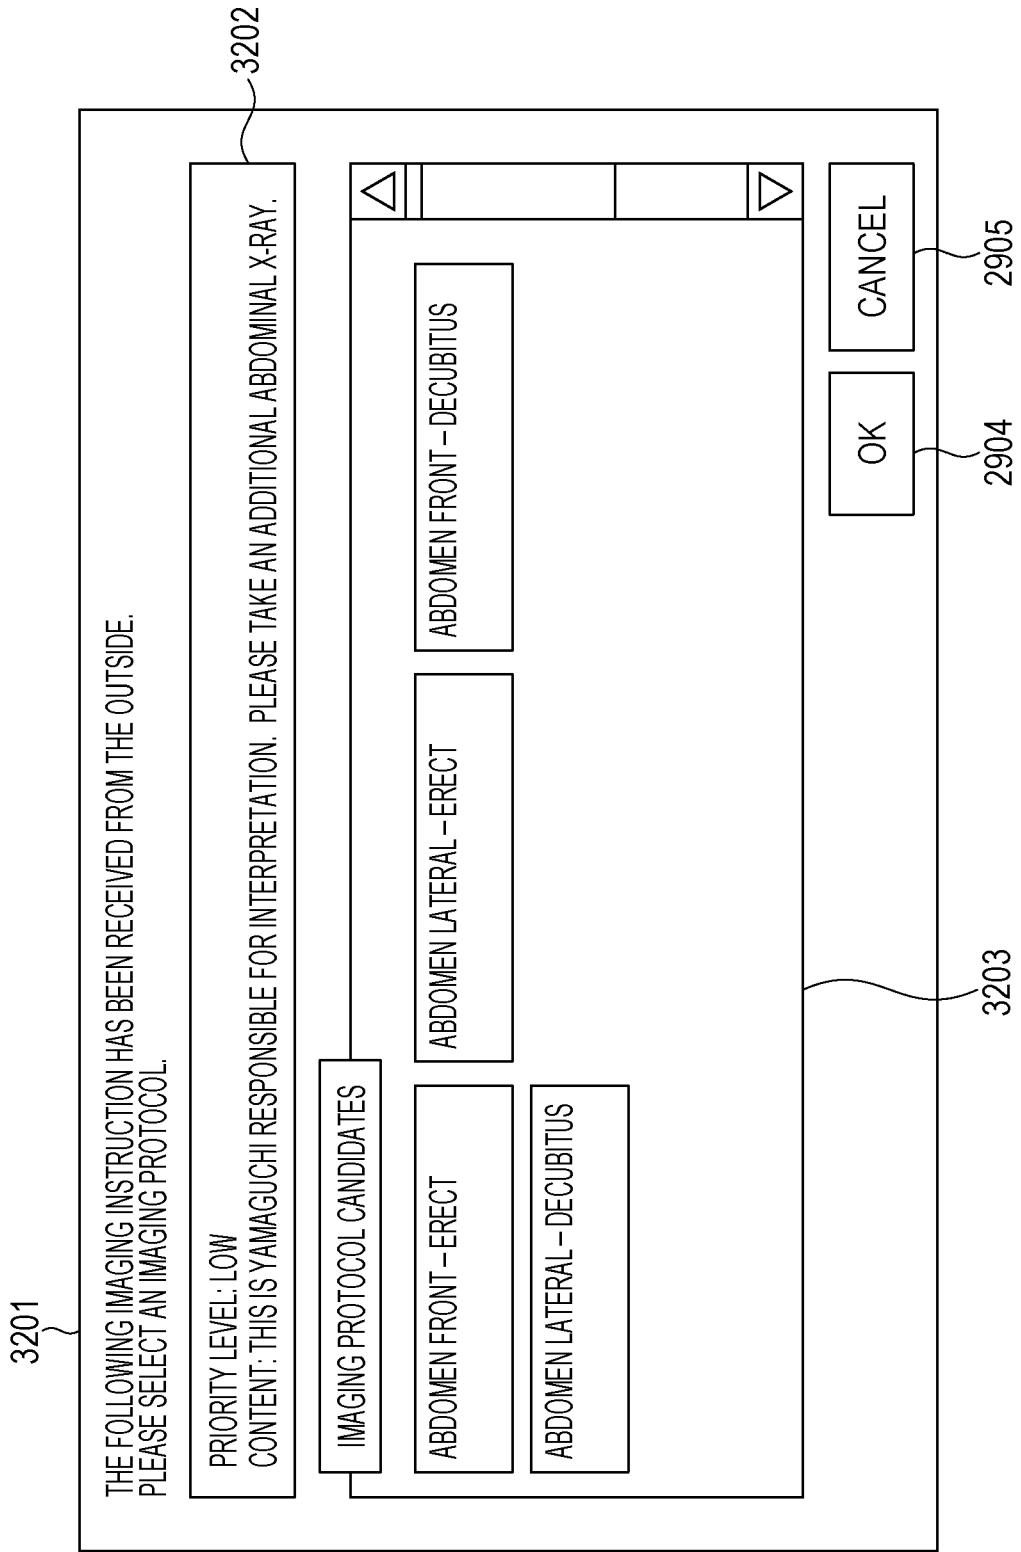 3201
THE FOLLOWING IMAGING INSTRUCTION HAS BEEN RECEIVED FROM THE OUTSIDE.
PLEASE SELECT AN IMAGING PROTOCOL.
3202
PRIORITY LEVEL: LOW
CONTENT: THIS IS YAMAGUCHI RESPONSIBLE FOR INTERPRETATION. PLEASE TAKE AN ADDITIONAL ABDOMINAL X-RAY.
IMAGING PROTOCOL CANDIDATES
ABDOMEN FRONT – ERECT
ABDOMEN LATERAL – ERECT
ABDOMEN FRONT – DECUBITUS
ABDOMEN LATERAL – DECUBITUS
OK
CANCEL
3203
2904
2905